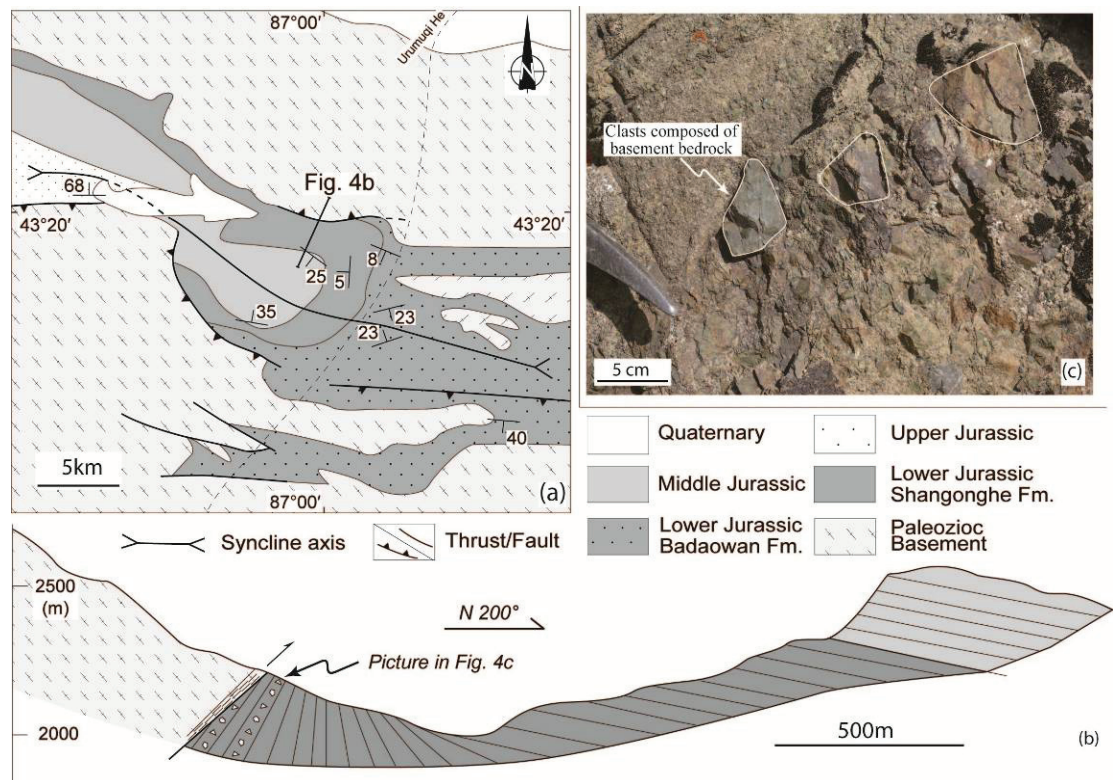 87°00′
Urumuqi He
N
Fig. 4b
68
43°20′
43°20′
8
25
5
35
23
23
40
5km
87°00′
(a)
Clasts composed of
basement bedrock
5 cm
(c)
Quaternary
Upper Jurassic
Middle Jurassic
Lower Jurassic
Shangonghe Fm.
Lower Jurassic
Badaowan Fm.
Paleozioc
Basement
Syncline axis
Thrust/Fault
2500
(m)
N 200°
Picture in Fig. 4c
2000
500m
(b)